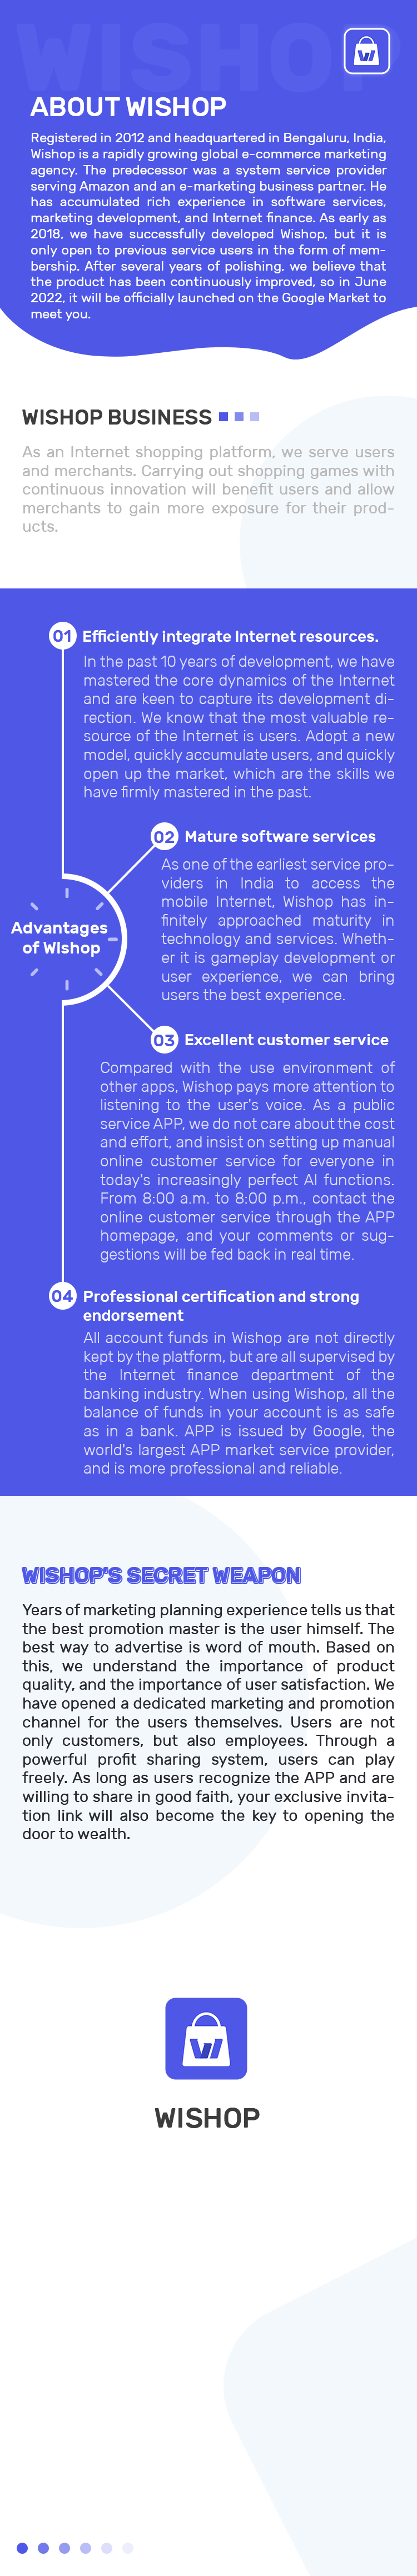 WISHOP
ABOUT WISHOP
Registered in 2012 and headquartered in Bengaluru, India,
Wishop is a rapidly growing global e-commerce marketing
agency. The predecessor was a system service provider
serving Amazon and an e-marketing business partner. He
has accumulated rich experience in software services,
marketing development, and Internet finance. As early as
2018, we have successfully developed Wishop, but it is
only open to previous service users in the form of mem-
bership. After several years of polishing, we believe that
the product has been continuously improved, so in June
2022, it will be officially launched on the Google Market to
meet you.
WISHOP BUSINESS
As an Internet shopping platform, we serve users
and merchants. Carrying out shopping games with
continuous innovation will benefit users and allow
merchants to gain more exposure for their prod-
ucts.
01 Efficiently integrate Internet resources.
In the past 10 years of development, we have
mastered the core dynamics of the Internet
and are keen to capture its development di-
rection. We know that the most valuable re-
source of the Internet is users. Adopt a new
model, quickly accumulate users, and quickly
open up the market, which are the skills we
have firmly mastered in the past.
02 Mature software services
As one of the earliest service pro-
viders in India to access the
mobile Internet, Wishop has in-
finitely approached maturity in
technology and services. Wheth-
er it is gameplay development or
user experience, we can bring
users the best experience.
Advantages
of WIshop
03 Excellent customer service
Compared with the use environment of
other apps, Wishop pays more attention to
listening to the user's voice. As a public
service APP, we do not care about the cost
and effort, and insist on setting up manual
online customer service for everyone in
today's increasingly perfect AI functions.
From 8:00 a.m. to 8:00 p.m., contact the
online customer service through the APP
homepage, and your comments or sug-
gestions will be fed back in real time.
04 Professional certification and strong
endorsement
All account funds in Wishop are not directly
kept by the platform, but are all supervised by
the Internet finance department of the
banking industry. When using Wishop, all the
balance of funds in your account is as safe
as in a bank. APP is issued by Google, the
world's largest APP market service provider,
and is more professional and reliable.
WISHOP'S SECRET WEAPON
Years of marketing planning experience tells us that
the best promotion master is the user himself. The
best way to advertise is word of mouth. Based on
this, we understand the importance of product
quality, and the importance of user satisfaction. We
have opened a dedicated marketing and promotion
channel for the users themselves. Users are not
only customers, but also employees. Through a
powerful profit sharing system, users can play
freely. As long as users recognize the APP and are
willing to share in good faith, your exclusive invita-
tion link will also become the key to opening the
door to wealth.
WISHOP